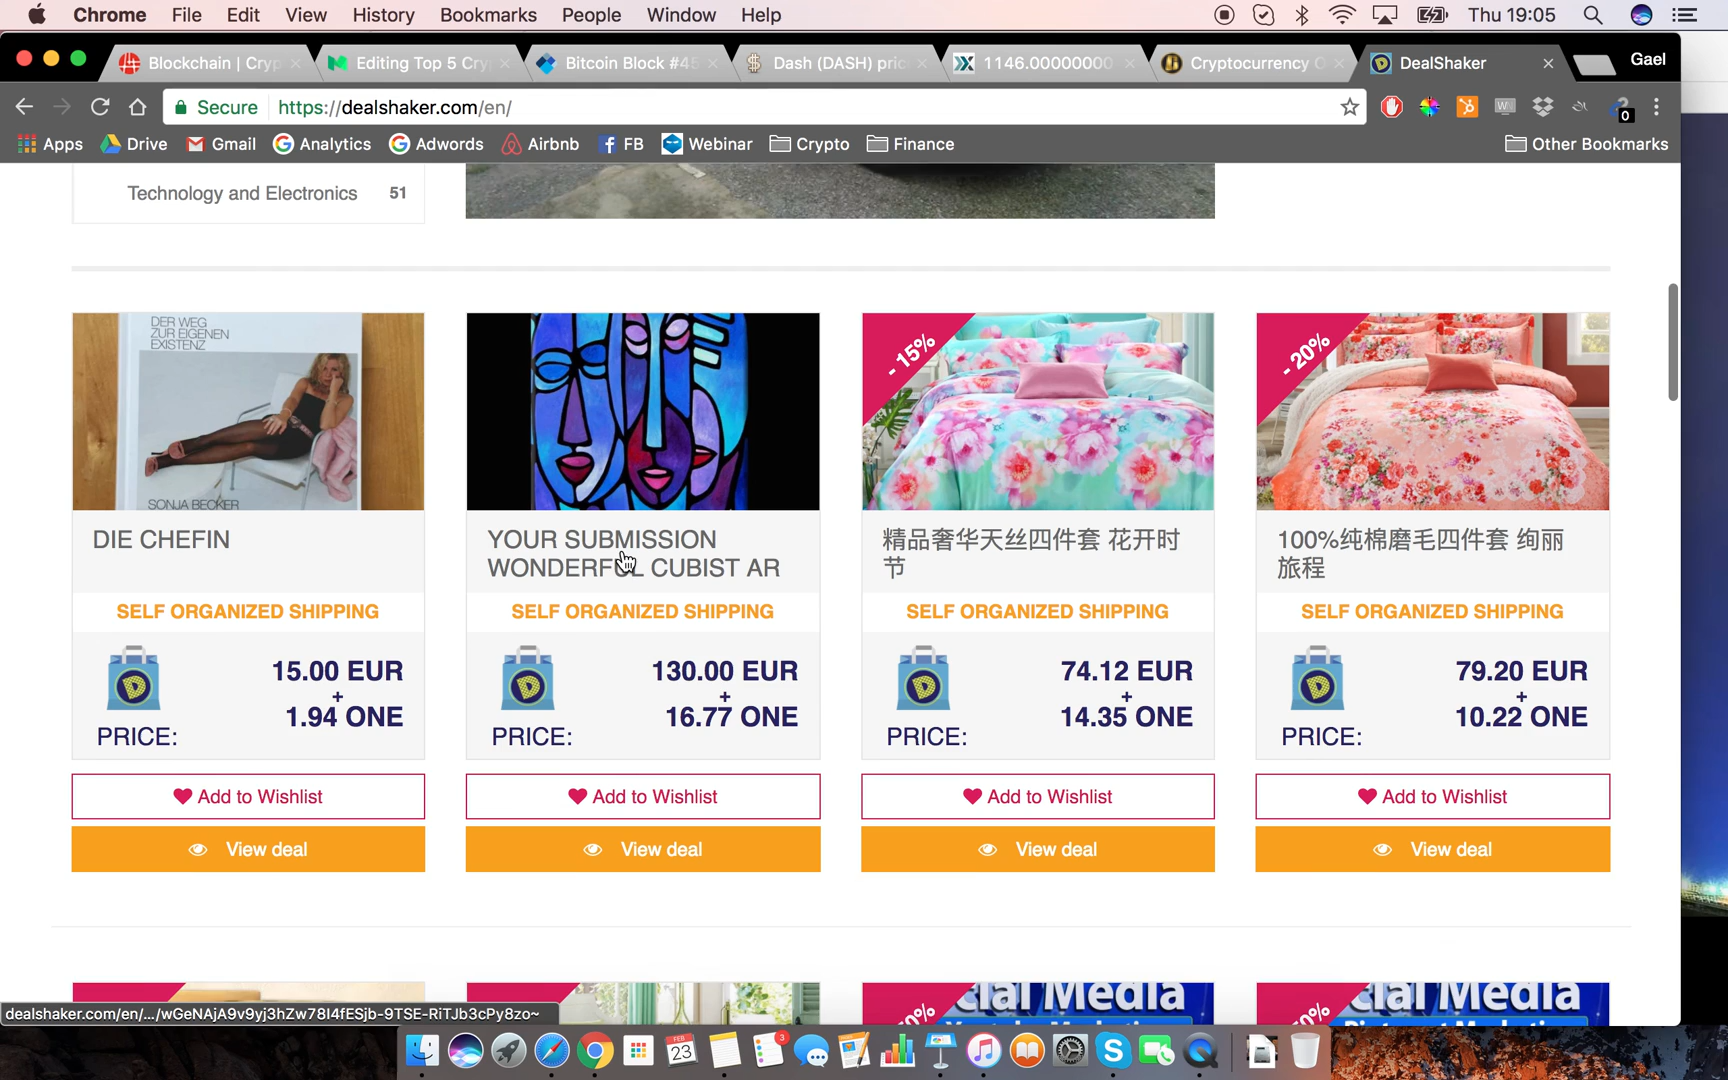 Chrome File Edit View History Bookmarks People Window Help Thu 19:05
Blockchain | Cryp Editing Top 5 Cry Bitcoin Block #45 Dash (DASH) pric 1146.00000000 Cryptocurrency O DealShaker Gael
Secure https://dealshaker.com/en/
0
Apps Drive Gmail Analytics Adwords Airbnb FB Webinar Crypto Finance Other Bookmarks
Technology and Electronics 51
DER WEG
ZUR EIGENEN
EXISTENZ
SONJA BECKER
- 15%
- 20%
DIE CHEFIN
YOUR SUBMISSION
WONDERFUL CUBIST AR
精品奢华天丝四件套 花开时
节
100%纯棉磨毛四件套 绚丽
旅程
SELF ORGANIZED SHIPPING SELF ORGANIZED SHIPPING SELF ORGANIZED SHIPPING SELF ORGANIZED SHIPPING
15.00 EUR
+
1.94 ONE
PRICE:
130.00 EUR
+
16.77 ONE
PRICE:
74.12 EUR
+
14.35 ONE
PRICE:
79.20 EUR
+
10.22 ONE
PRICE:
Add to Wishlist Add to Wishlist Add to Wishlist Add to Wishlist
View deal View deal View deal View deal
cial Media cial Media
dealshaker.com/en/.../wGeNAjA9v9yj3hZw78I4fESjb-9TSE-RiTJb3cPy8zo~
FEB
23
3